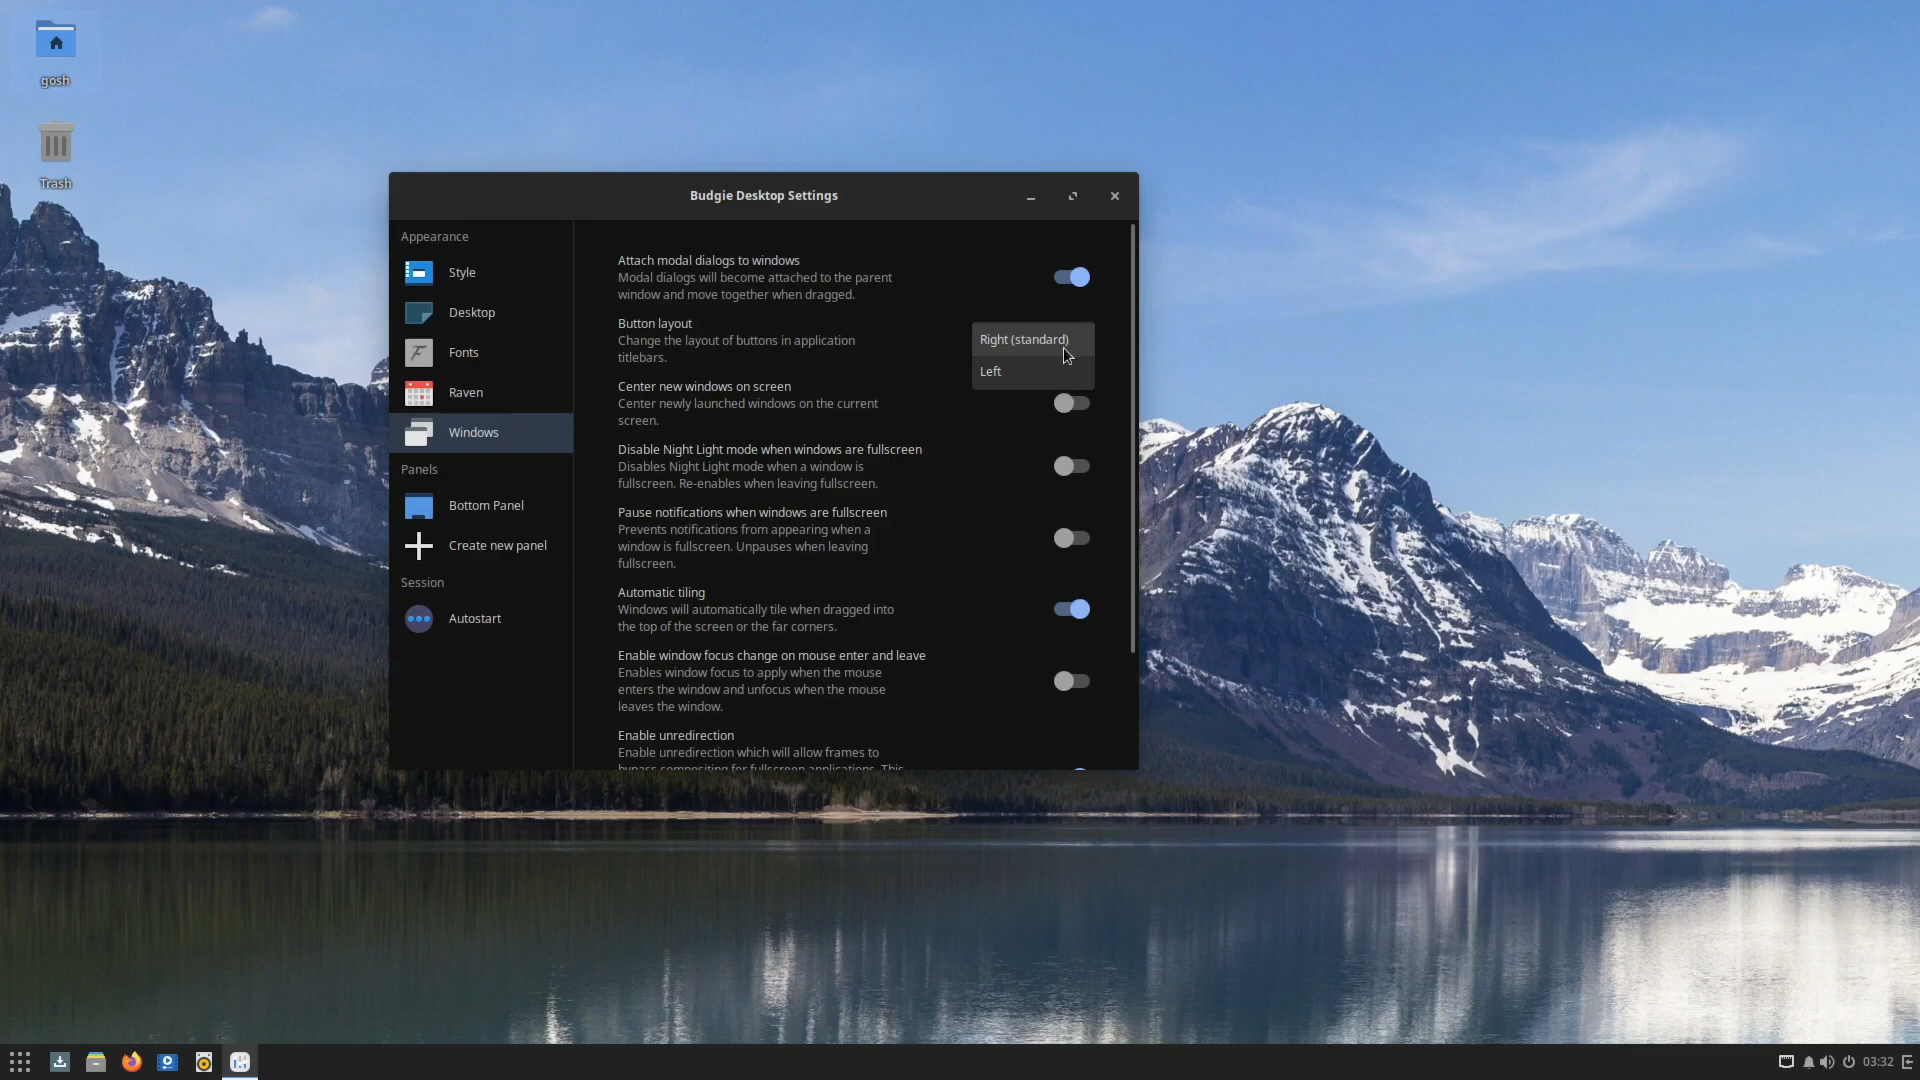 gosh
Trash
Budgie Desktop Settings
Appearance
Style
Desktop
Fonts
Raven
Windows
Panels
Bottom Panel
Create new panel
Session
Autostart
Attach modal dialogs to windows
Modal dialogs will become attached to the parent
window and move together when dragged.
Button layout
Change the layout of buttons in application
titlebars.
Right (standard)
Left
Center new windows on screen
Center newly launched windows on the current
screen.
Disable Night Light mode when windows are fullscreen
Disables Night Light mode when a window is
fullscreen. Re-enables when leaving fullscreen.
Pause notifications when windows are fullscreen
Prevents notifications from appearing when a
window is fullscreen. Unpauses when leaving
fullscreen.
Automatic tiling
Windows will automatically tile when dragged into
the top of the screen or the far corners.
Enable window focus change on mouse enter and leave
Enables window focus to apply when the mouse
enters the window and unfocus when the mouse
leaves the window.
Enable unredirection
Enable unredirection which will allow frames to
bypass compositing for fullscreen applications. This
03:32